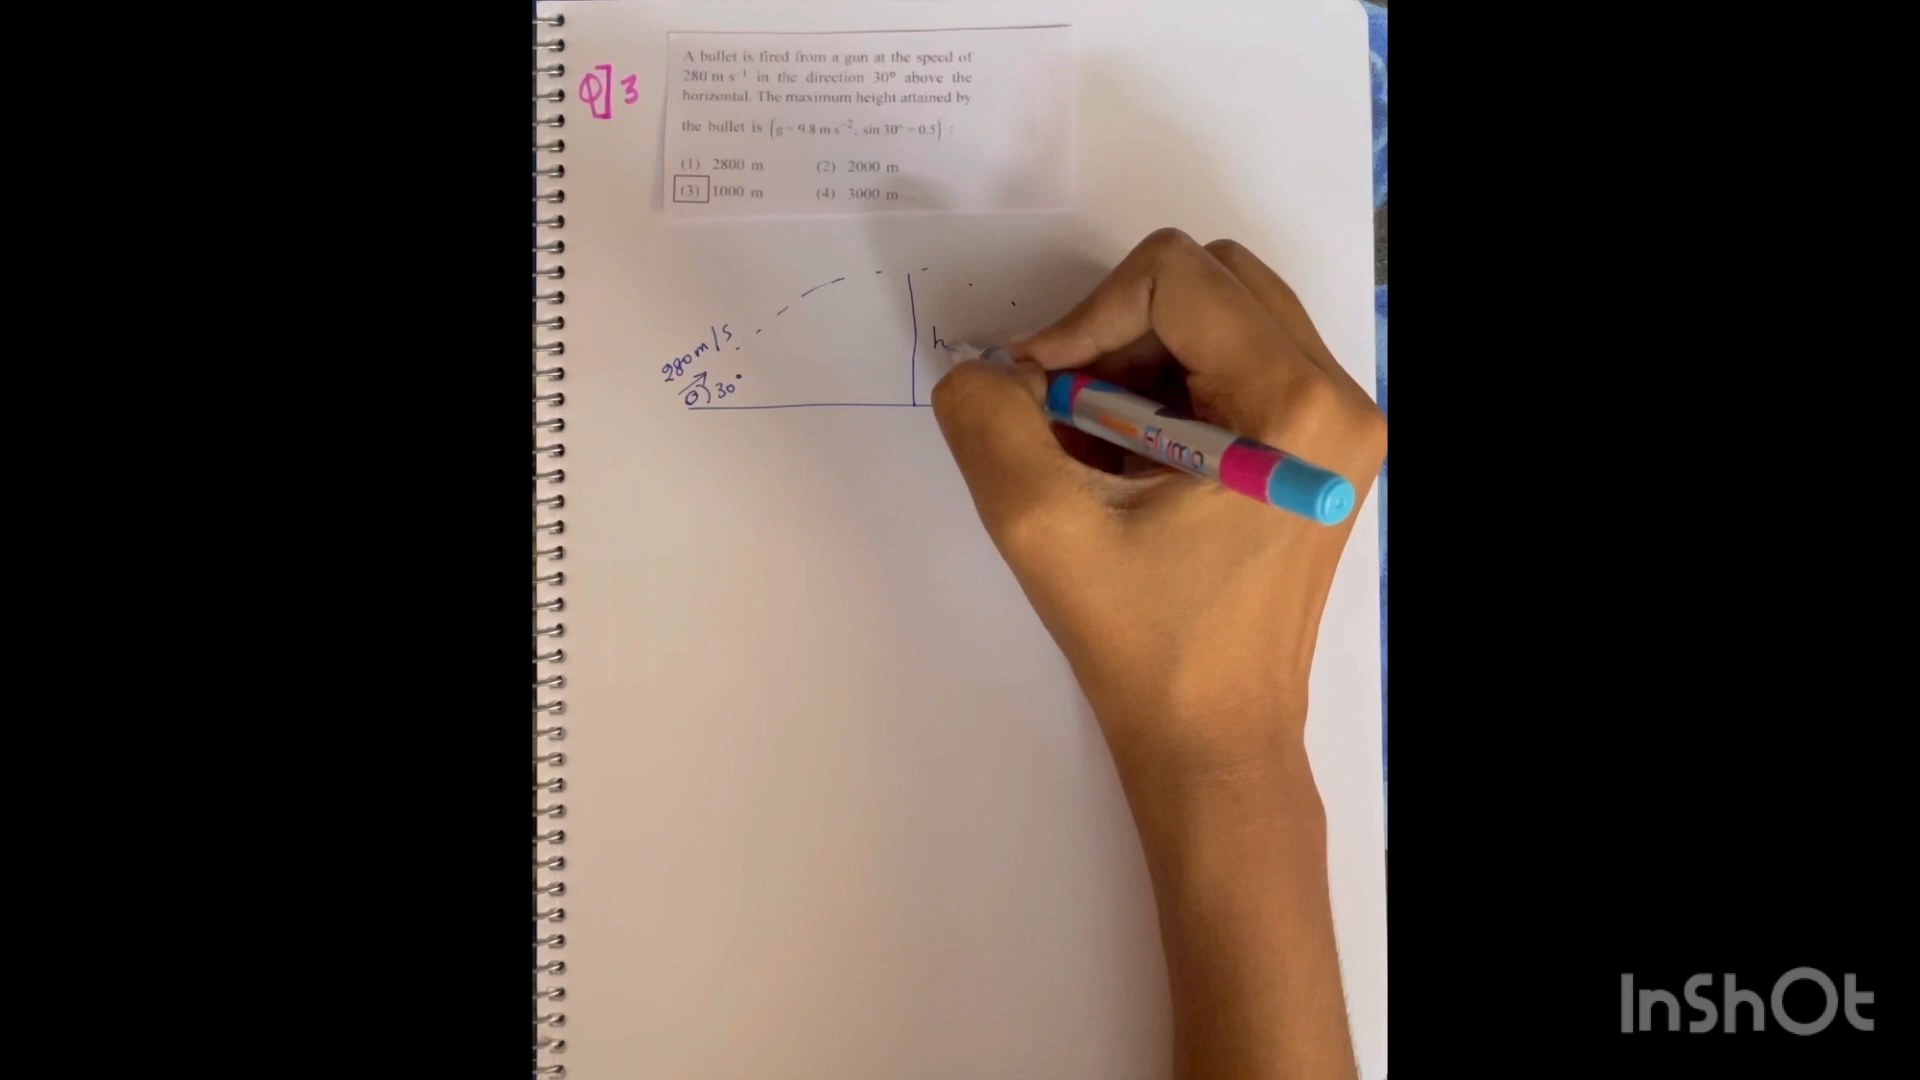 Q]3
A bullet is fired from a gun at the speed of
280 m s⁻¹ in the direction 30° above the
horizontal. The maximum height attained by
the bullet is (g = 9.8 m s⁻², sin 30° = 0.5) :
(1) 2800 m (2) 2000 m
(3) 1000 m (4) 3000 m
280 m/s
30°
h
Elymo
InShOt